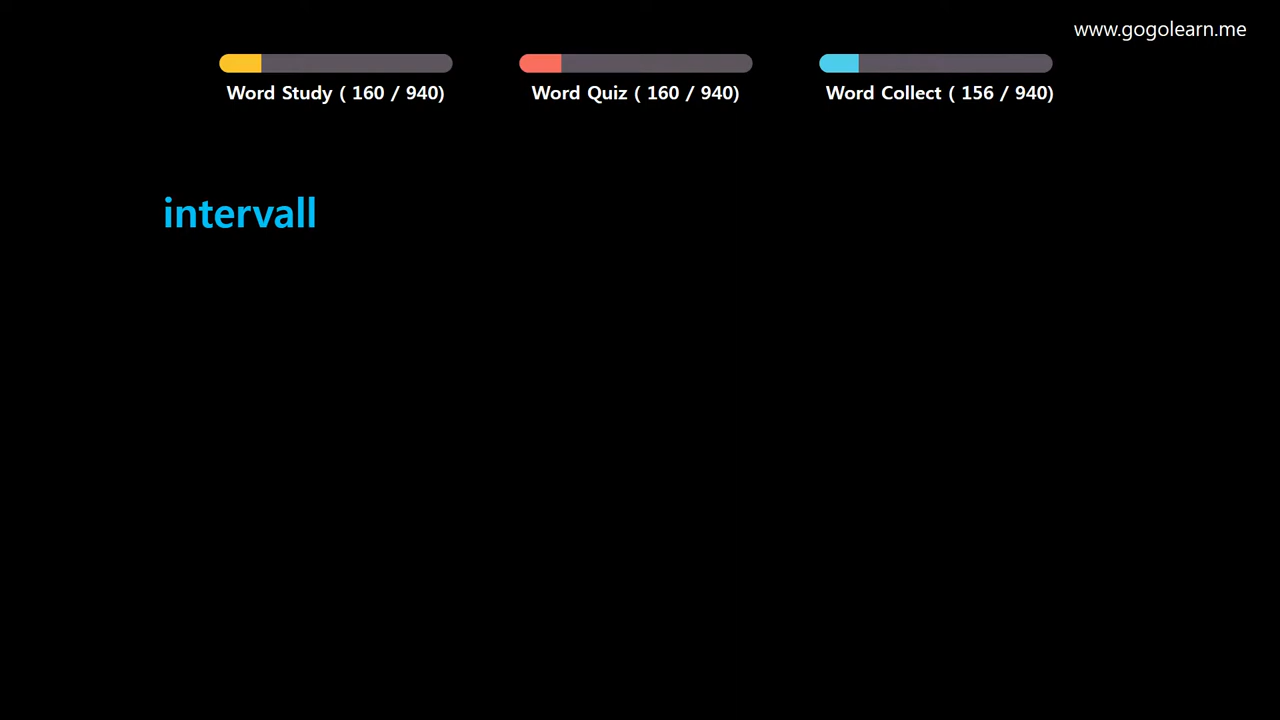 www.gogolearn.me
Word Study ( 160 / 940)
Word Quiz ( 160 / 940)
Word Collect ( 156 / 940)
intervall